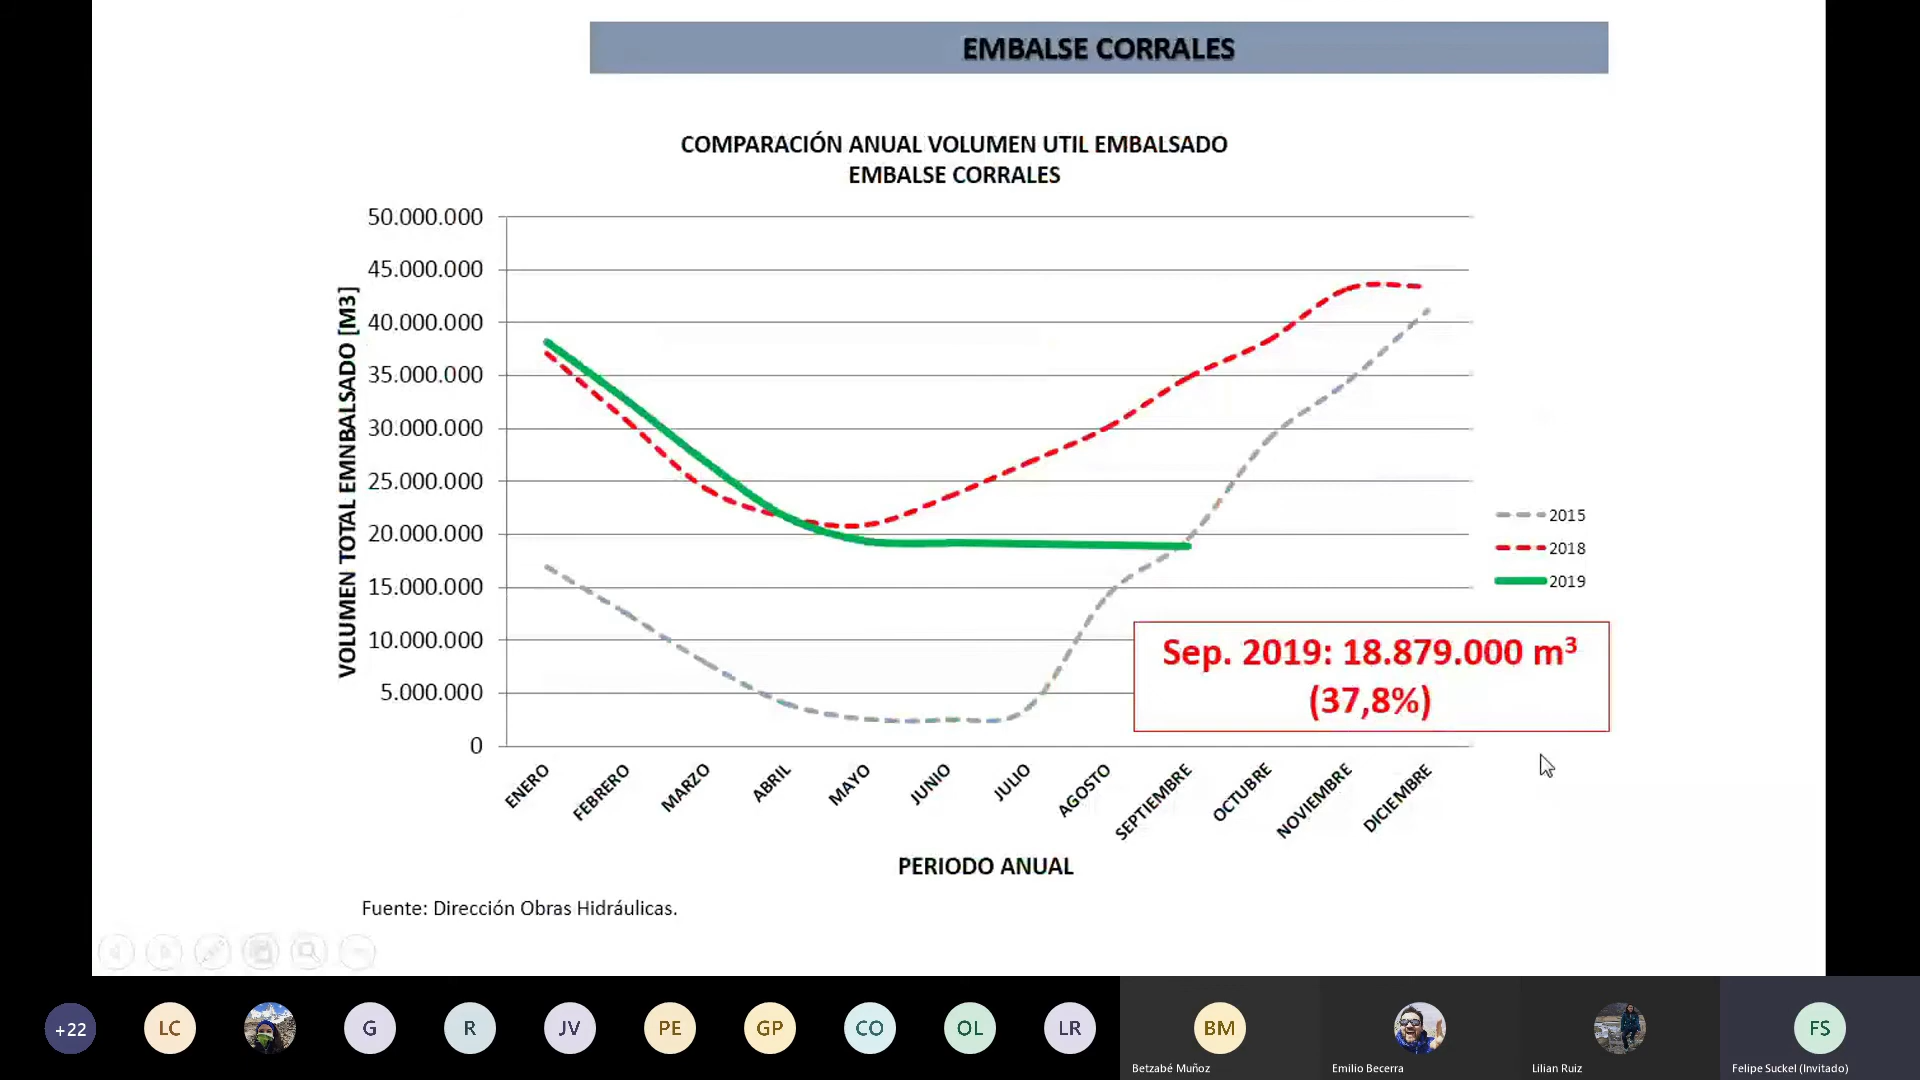 EMBALSE CORRALES
COMPARACIÓN ANUAL VOLUMEN UTIL EMBALSADO
EMBALSE CORRALES
VOLUMEN TOTAL EMNBALSADO [M3]
50.000.000
45.000.000
40.000.000
35.000.000
30.000.000
25.000.000
20.000.000
15.000.000
10.000.000
5.000.000
0
2015
2018
2019
Sep. 2019: 18.879.000 m³
(37,8%)
ENERO
FEBRERO
MARZO
ABRIL
MAYO
JUNIO
JULIO
AGOSTO
SEPTIEMBRE
OCTUBRE
NOVIEMBRE
DICIEMBRE
PERIODO ANUAL
Fuente: Dirección Obras Hidráulicas.
+22
LC
G
R
JV
PE
GP
CO
OL
LR
BM
FS
Betzabé Muñoz
Emilio Becerra
Lilian Ruiz
Felipe Suckel (Invitado)